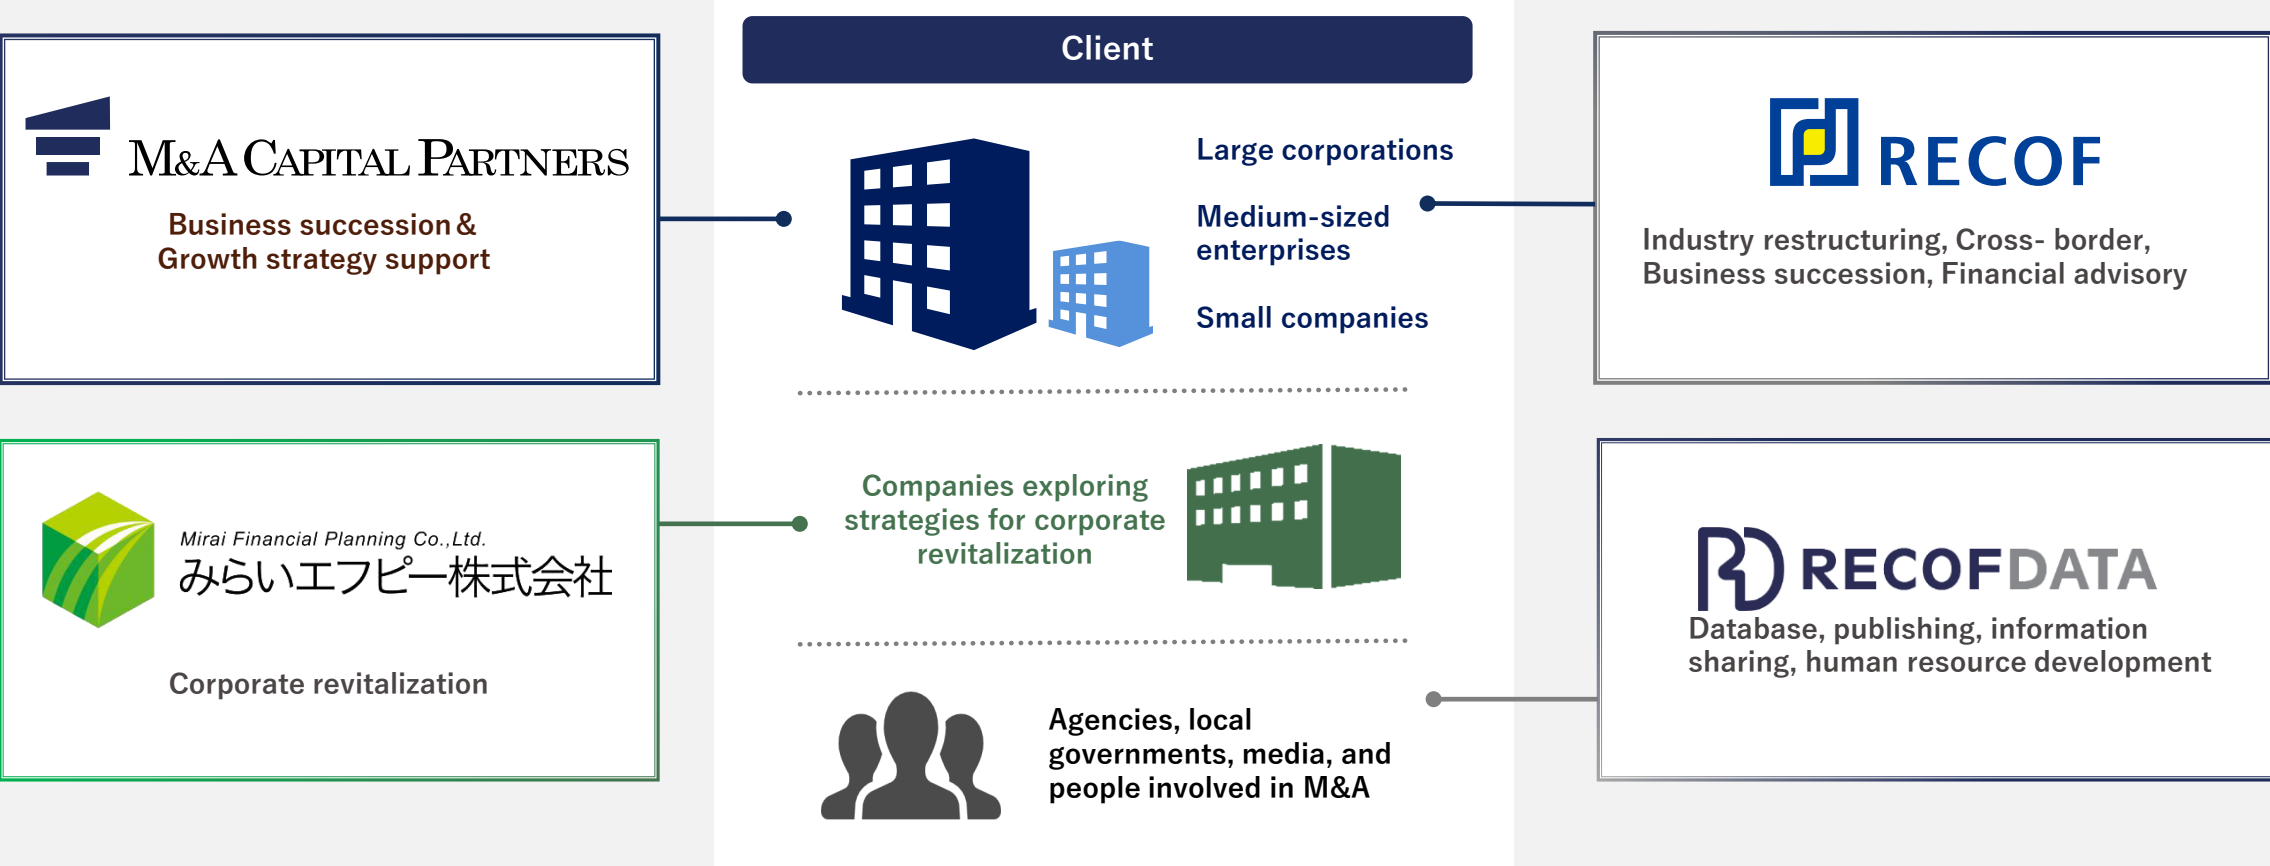 Client
M&A CAPITAL PARTNERS
Business succession &
Growth strategy support
Large corporations
Medium-sized
enterprises
Small companies
RECOF
Industry restructuring, Cross- border,
Business succession, Financial advisory
Mirai Financial Planning Co.,Ltd.
みらいエフピー株式会社
Corporate revitalization
Companies exploring
strategies for corporate
revitalization
RECOFDATA
Database, publishing, information
sharing, human resource development
Agencies, local
governments, media, and
people involved in M&A